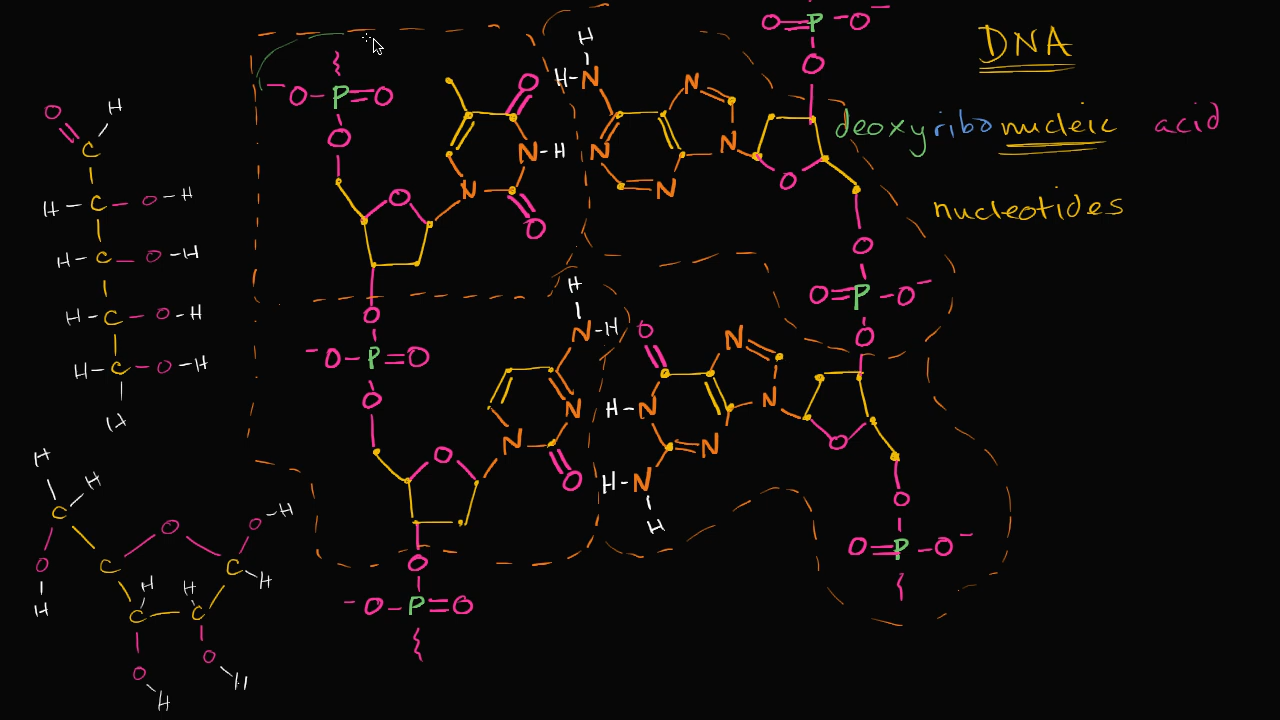 DNA
deoxyribonucleic acid
nucleotides
O H
C
H - C - O - H
H - C - O - H
H - C - O - H
H - C - O - H
H
H H
C O O - H
O C C H
H H H
C C
O O
H H
-O - P = O
O
O
O
N - H
N O
O
-O - P = O
O
H
N - H
N
N
O O
O
-O - P = O
O = P - O-
O
H
H - N N
N N
N
O
O
O = P - O-
O
O N
H - N N
N O
H - N
H
O
O = P - O-